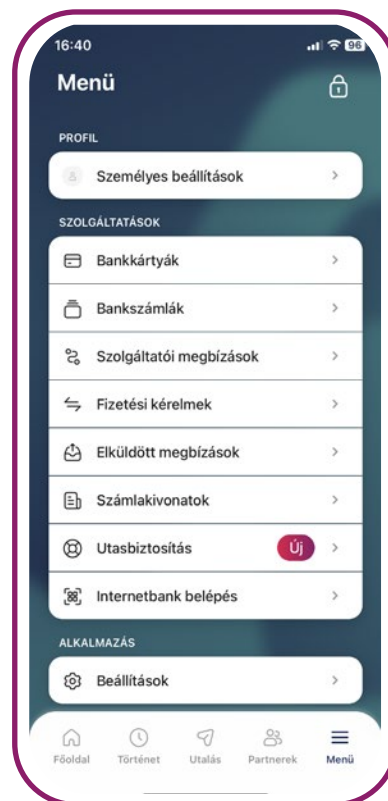 16:40 96
Menü
PROFIL
Személyes beállítások
SZOLGÁLTATÁSOK
Bankkártyák
Bankszámlák
Szolgáltatói megbízások
Fizetési kérelmek
Elküldött megbízások
Számlakivonatok
Utasbiztosítás Új
Internetbank belépés
ALKALMAZÁS
Beállítások
Főoldal Történet Utalás Partnerek Menü